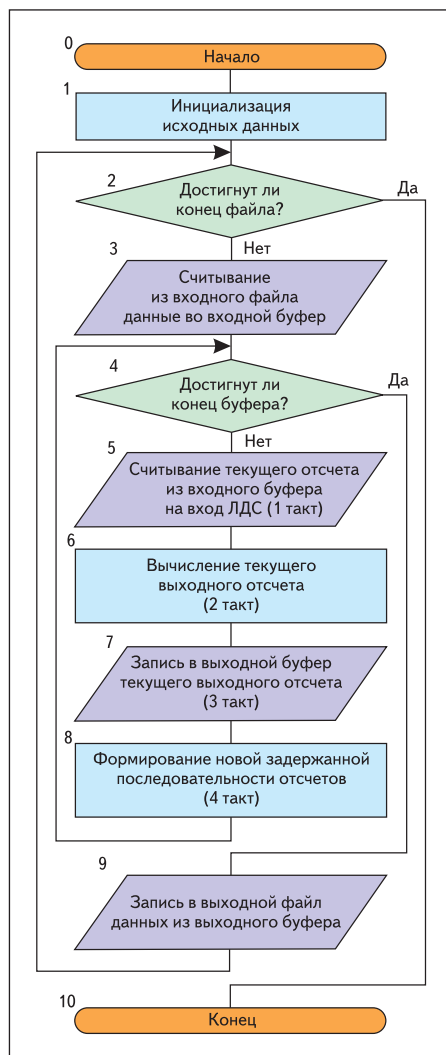 0
Начало
1
Инициализация
исходных данных
2
Достигнут ли
конец файла?
Да
Нет
3
Считывание
из входного файла
данные во входной буфер
4
Достигнут ли
конец буфера?
Да
Нет
5
Считывание текущего отсчета
из входного буфера
на вход ЛДС (1 такт)
6
Вычисление текущего
выходного отсчета
(2 такт)
7
Запись в выходной буфер
текущего выходного отсчета
(3 такт)
8
Формирование новой задержанной
последовательности отсчетов
(4 такт)
9
Запись в выходной файл
данных из выходного буфера
10
Конец